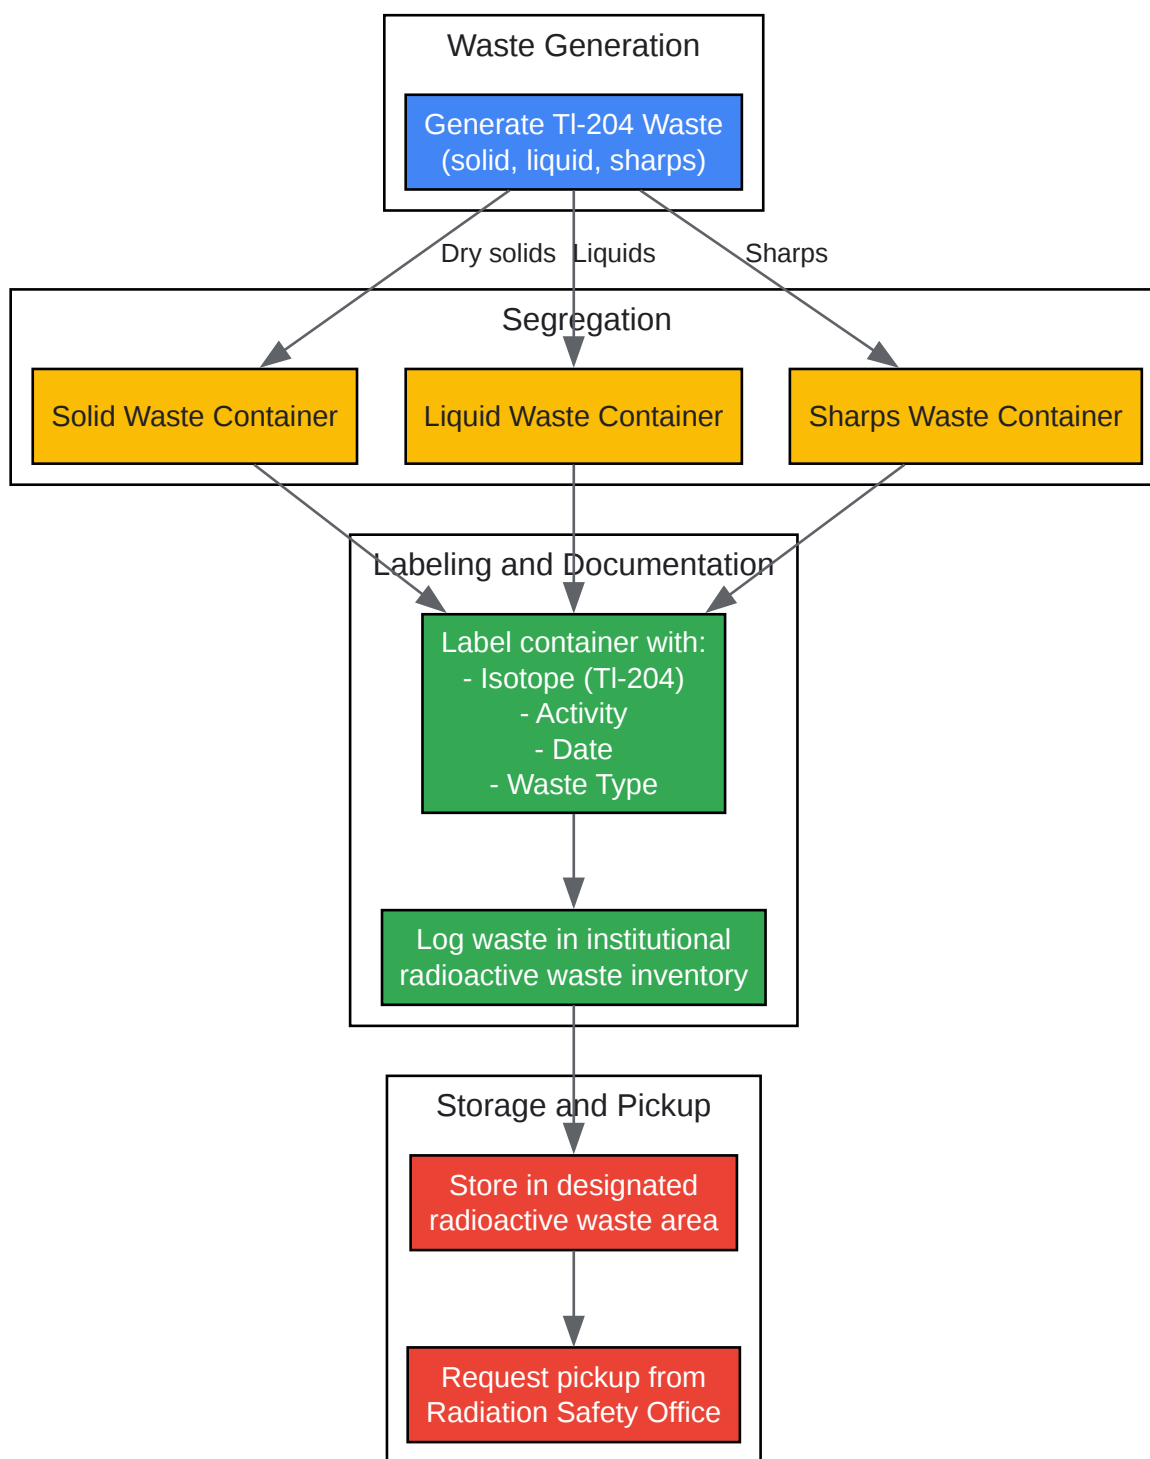 Waste Generation
Generate Tl-204 Waste
(solid, liquid, sharps)
Dry solids
Liquids
Sharps
Segregation
Solid Waste Container
Liquid Waste Container
Sharps Waste Container
Labeling and Documentation
Label container with:
- Isotope (Tl-204)
- Activity
- Date
- Waste Type
Log waste in institutional
radioactive waste inventory
Storage and Pickup
Store in designated
radioactive waste area
Request pickup from
Radiation Safety Office